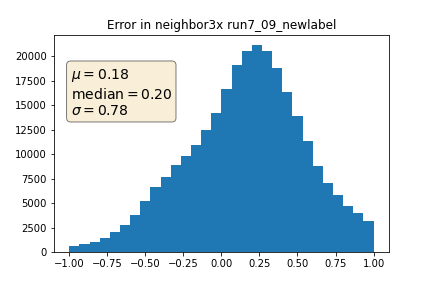 Error in neighbor3x run7_09_newlabel
20000
17500
15000
12500
10000
7500
5000
2500
0
μ = 0.18
median = 0.20
σ = 0.78
−1.00 −0.75 −0.50 −0.25 0.00 0.25 0.50 0.75 1.00